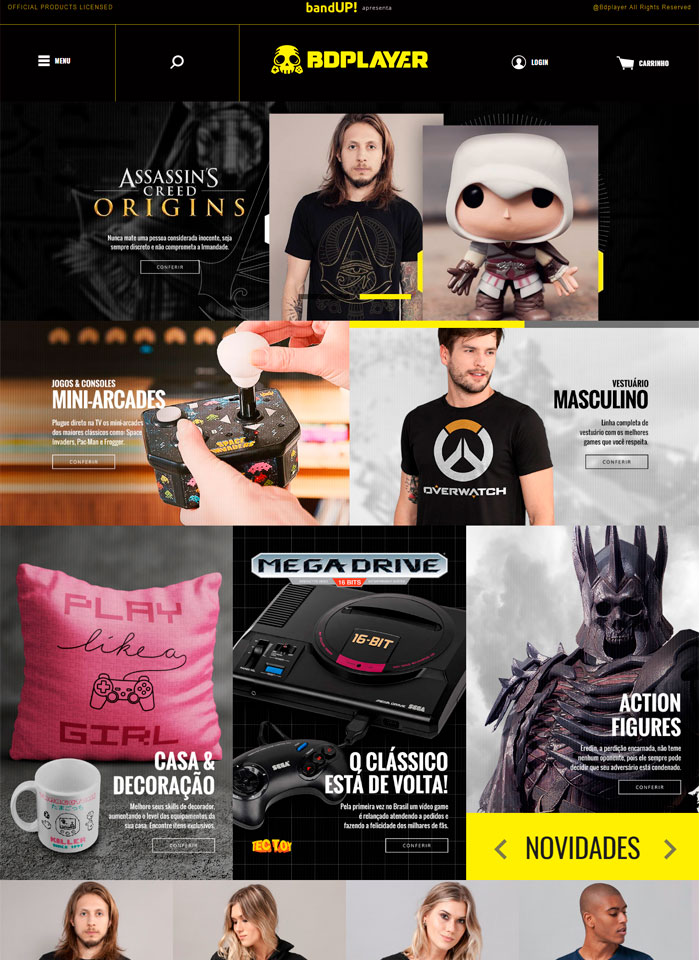 OFFICIAL PRODUCTS LICENSED
bandUP! apresenta
@Bdplayer All Rights Reserved
MENU
BDPLAYER
LOGIN
CARRINHO
ASSASSIN'S
CREED
ORIGINS
Nunca mate uma pessoa considerada inocente, seja
sempre discreto e não comprometa a Irmandade.
CONFERIR
JOGOS & CONSOLES
MINI-ARCADES
Plugue direto na TV os mini-arcades
dos maiores clássicos como: Space
Invaders, Pac-Man e Frogger.
CONFERIR
SPACE
INVADERS
VESTUÁRIO
MASCULINO
Linha completa de
vestuário com os melhores
games que você respeita.
CONFERIR
OVERWATCH
PLAY
like a
GIRL
KILLER
CASA &
DECORAÇÃO
Melhore seus skills de decorador,
aumentando o level dos equipamentos da
sua casa. Encontre itens exclusivos.
CONFERIR
MEGA DRIVE
16 BITS
16-BIT
MEGA DRIVE
SEGA
SEGA
O CLÁSSICO
ESTÁ DE VOLTA!
Pela primeira vez no Brasil um vídeo game
é relançado atendendo a pedidos e
fazendo a felicidade dos milhares de fãs.
TECTOY
CONFERIR
ACTION
FIGURES
Eredin, a perdição encarnada, não teme
nenhum oponente, pois ele sempre pode
decidir que seu adversário está condenado.
CONFERIR
NOVIDADES